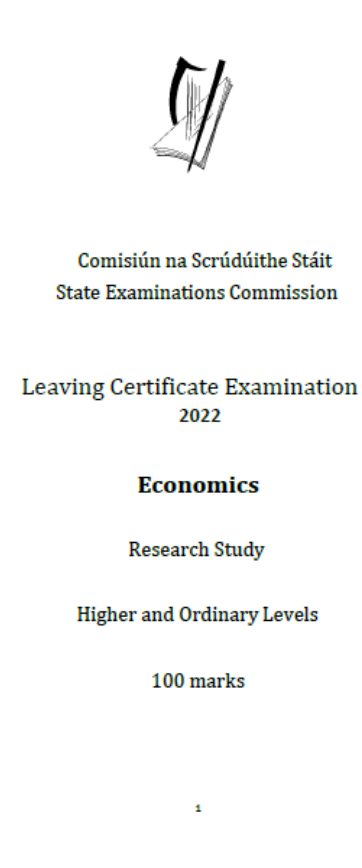 Comisiún na Scrúdúithe Stáit
State Examinations Commission
Leaving Certificate Examination
2022
Economics
Research Study
Higher and Ordinary Levels
100 marks
1